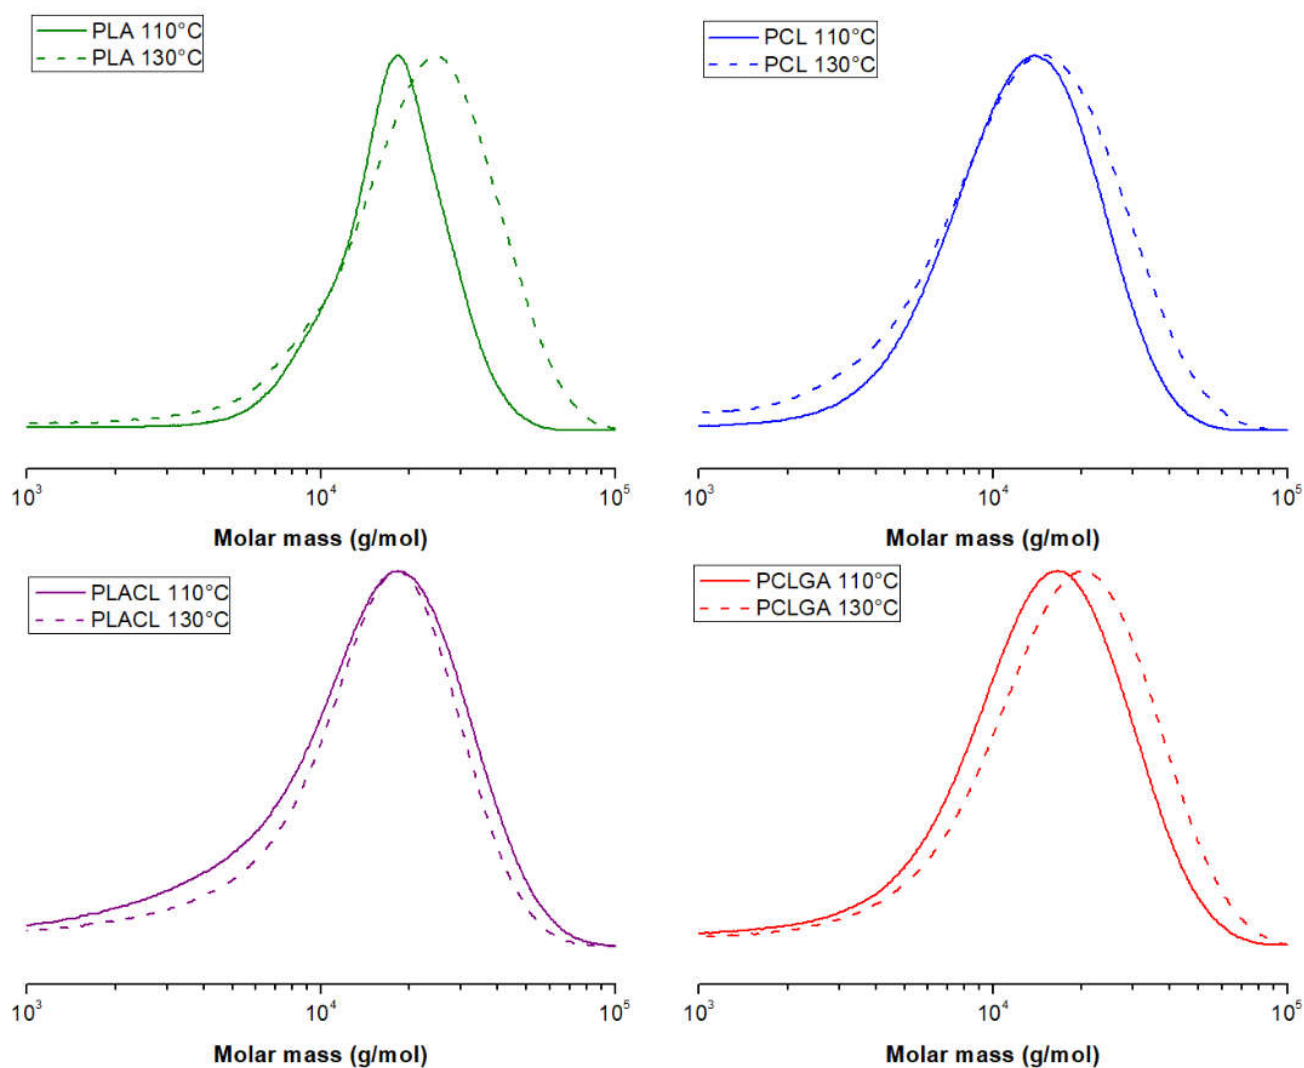 PLA 110°C
PLA 130°C
10³ 10⁴ 10⁵
Molar mass (g/mol)
PCL 110°C
PCL 130°C
10³ 10⁴ 10⁵
Molar mass (g/mol)
PLACL 110°C
PLACL 130°C
10³ 10⁴ 10⁵
Molar mass (g/mol)
PCLGA 110°C
PCLGA 130°C
10³ 10⁴ 10⁵
Molar mass (g/mol)